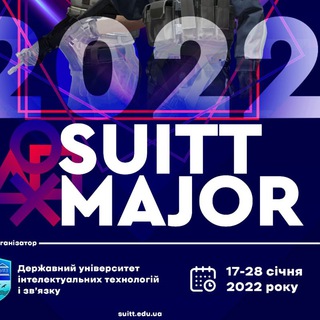 2022
SUITT
MAJOR
рганізатор
Державний університет
інтелектуальних технологій
і зв'язку
17-28 січня
2022 року
suitt.edu.ua